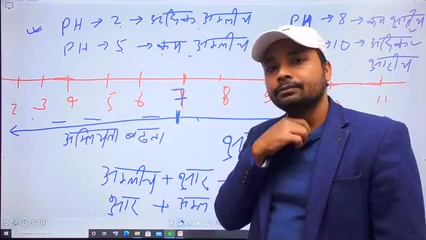 PH → 2 → अधिक अम्लीय
PH → 5 → कम अम्लीय
PH → 8 → कम
→ 10 → अधिक
क्षारीय
2 3 4 5 6 7 8 11
अम्लियता बढ़ता
अम्लीय + क्षार
क्षार + अम्ल